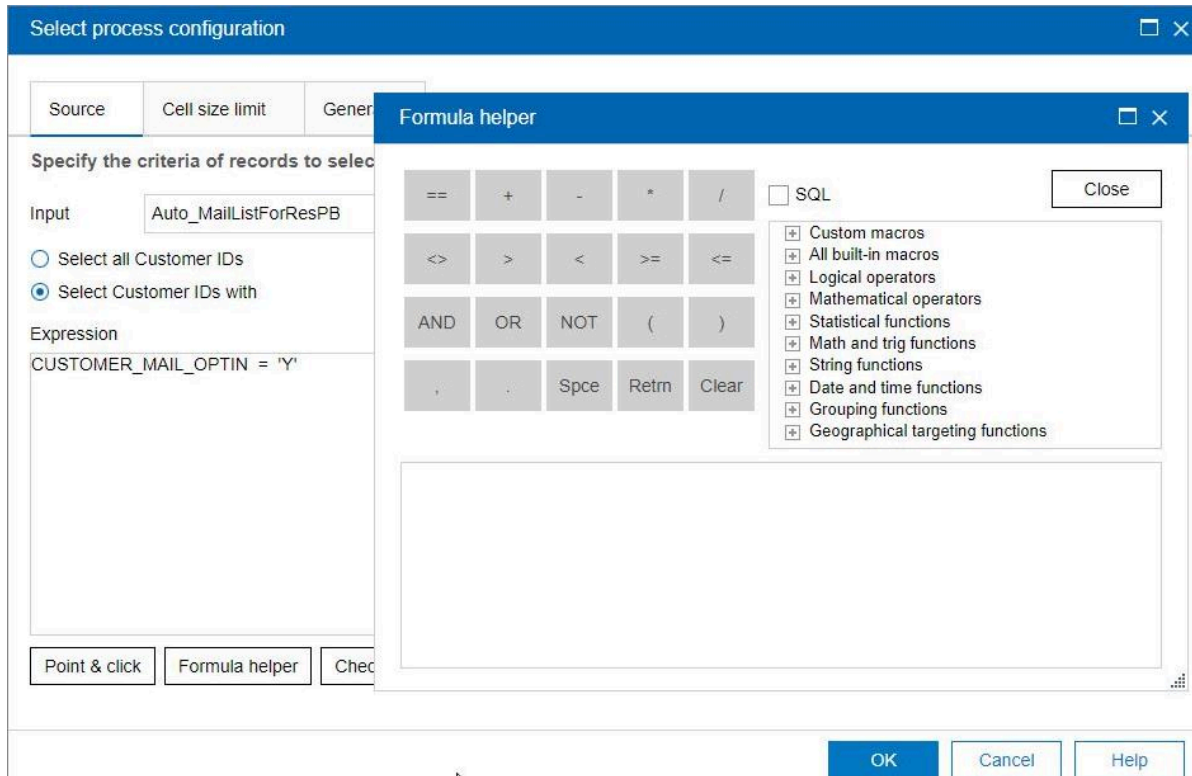 Select process configuration
Source
Cell size limit
Gener
Specify the criteria of records to selec
Input
Auto_MailListForResPB
Select all Customer IDs
Select Customer IDs with
Expression
CUSTOMER_MAIL_OPTIN = 'Y'
Point & click
Formula helper
Chec
Formula helper
== + - * /
<> > < >= <=
AND OR NOT ( )
, . Spce Retrn Clear
SQL
Close
Custom macros
All built-in macros
Logical operators
Mathematical operators
Statistical functions
Math and trig functions
String functions
Date and time functions
Grouping functions
Geographical targeting functions
OK
Cancel
Help